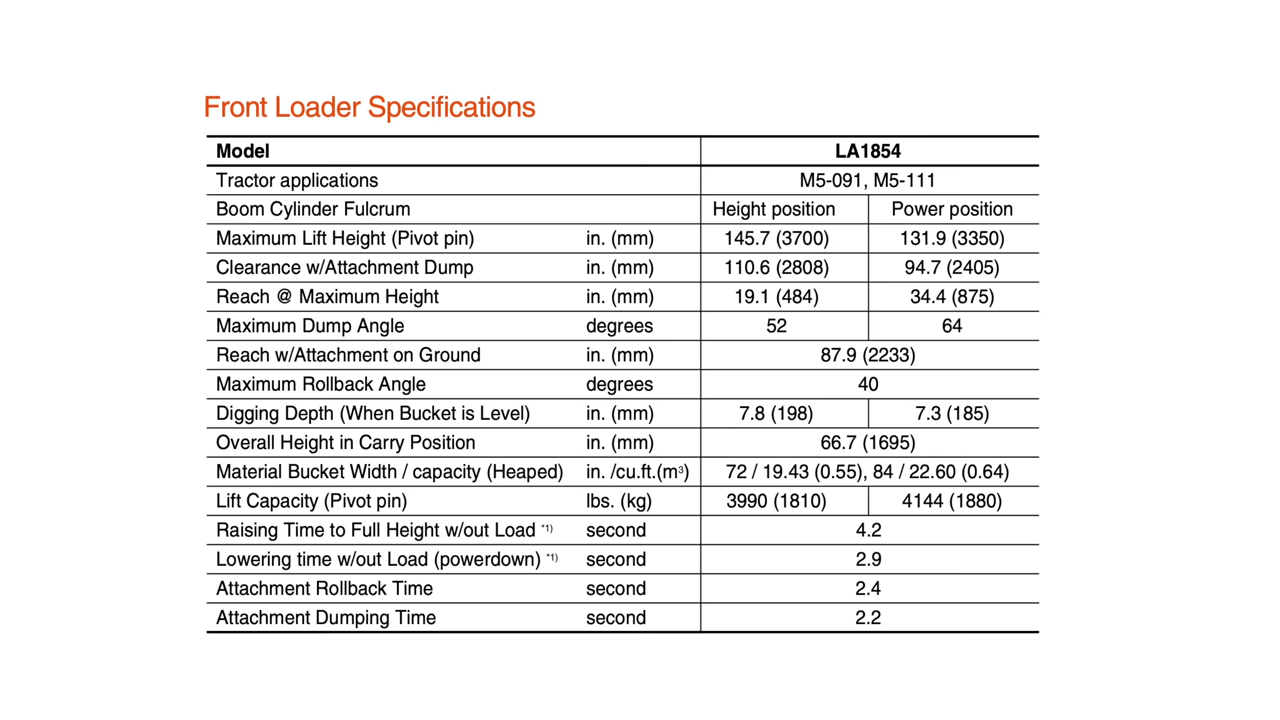 Front Loader Specifications
Model LA1854
Tractor applications M5-091, M5-111
Boom Cylinder Fulcrum Height position Power position
Maximum Lift Height (Pivot pin) in. (mm) 145.7 (3700) 131.9 (3350)
Clearance w/Attachment Dump in. (mm) 110.6 (2808) 94.7 (2405)
Reach @ Maximum Height in. (mm) 19.1 (484) 34.4 (875)
Maximum Dump Angle degrees 52 64
Reach w/Attachment on Ground in. (mm) 87.9 (2233)
Maximum Rollback Angle degrees 40
Digging Depth (When Bucket is Level) in. (mm) 7.8 (198) 7.3 (185)
Overall Height in Carry Position in. (mm) 66.7 (1695)
Material Bucket Width / capacity (Heaped) in. /cu.ft.(m³) 72 / 19.43 (0.55), 84 / 22.60 (0.64)
Lift Capacity (Pivot pin) lbs. (kg) 3990 (1810) 4144 (1880)
Raising Time to Full Height w/out Load *1) second 4.2
Lowering time w/out Load (powerdown) *1) second 2.9
Attachment Rollback Time second 2.4
Attachment Dumping Time second 2.2